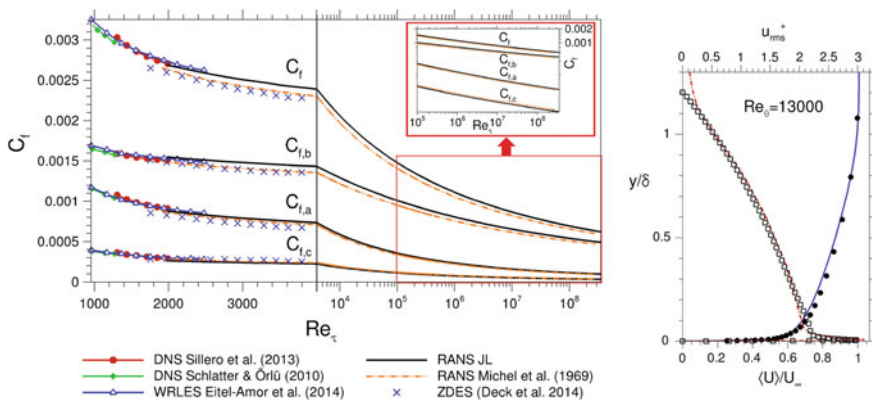 0.003
0.0025
0.002
0.0015
0.001
0.0005
0
C_f
C_f
C_f,b
C_f,a
C_f,c
1000
2000
3000
10^4
10^5
10^6
10^7
10^8
Re_τ
C_f
C_f,b
C_f,a
C_f,c
0.002
0.001
C_f
10^5
10^6
10^7
10^8
Re_τ
DNS Sillero et al. (2013)
DNS Schlatter & Örlü (2010)
WRLES Eitel-Amor et al. (2014)
RANS JL
RANS Michel et al. (1969)
ZDES (Deck et al. 2014)
u_rms^+
0
0.5
1
1.5
2
2.5
3
Re_θ=13000
y/δ
1
0.5
0
0
0.2
0.4
0.6
0.8
1
⟨U⟩/U_∞